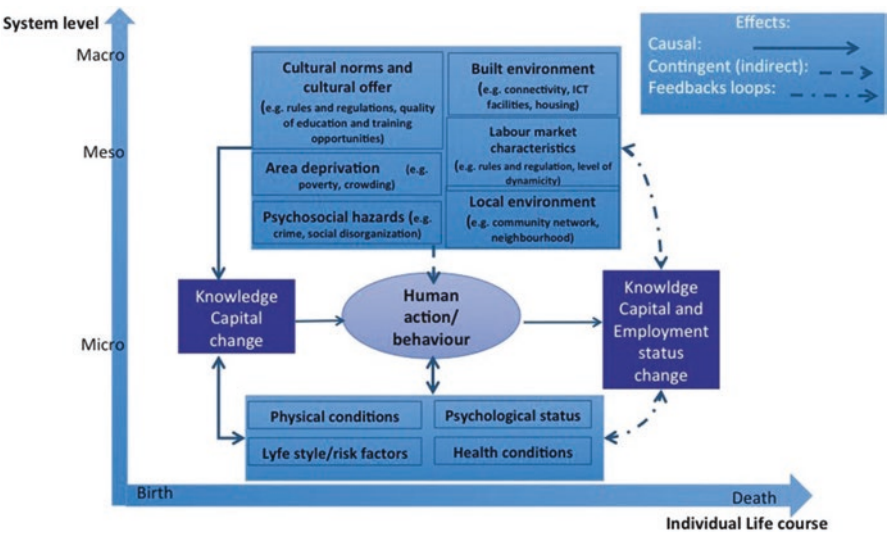 System level
Macro
Meso
Micro
Effects:
Causal:
Contingent (indirect):
Feedbacks loops:
Cultural norms and
cultural offer
(e.g. rules and regulations, quality
of education and training
opportunities)
Area deprivation (e.g.
poverty, crowding)
Psychosocial hazards (e.g.
crime, social disorganization)
Built environment
(e.g. connectivity, ICT
facilities, housing)
Labour market
characteristics
(e.g. rules and regulation, level of
dynamicity)
Local environment
(e.g. community network,
neighbourhood)
Knowledge
Capital
change
Human
action/
behaviour
Knowldge
Capital and
Employment
status
change
Physical conditions
Psychological status
Lyfe style/risk factors
Health conditions
Birth
Death
Individual Life course